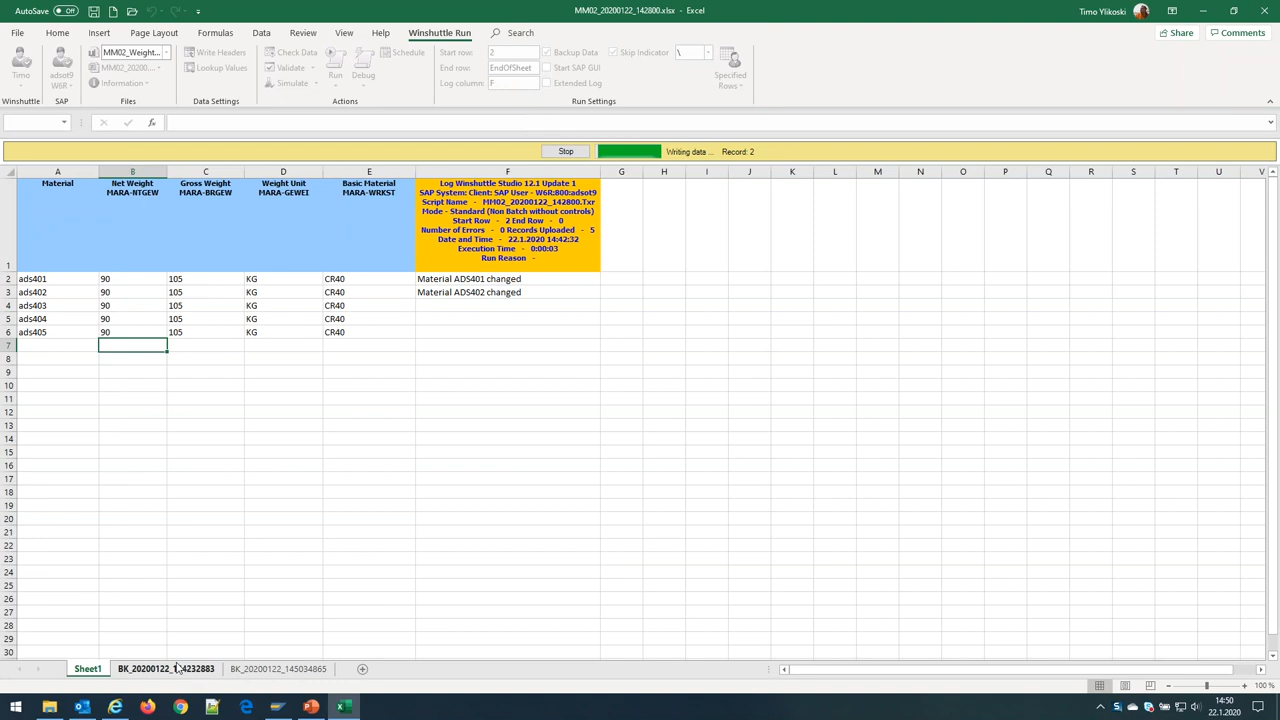 AutoSave Off
MM02_20200122_142800.xlsx - Excel
Timo Ylikoski
File Home Insert Page Layout Formulas Data Review View Help Winshuttle Run Search
Share Comments
MM02_Weight...
Write Headers
Check Data
Schedule
Start row: 2
Backup Data
Skip Indicator \
MM02_20200...
Lookup Values
Validate
End row: EndOfSheet
Start SAP GUI
Timo
adsot9
W6R
Information
Simulate
Run
Debug
Log column: F
Extended Log
Specified
Rows
Winshuttle SAP Files Data Settings Actions Run Settings
fx
Stop Writing data ... Record: 2
A B C D E F G H I J K L M N O P Q R S T U V
Material
Net Weight
MARA-NTGEW
Gross Weight
MARA-BRGEW
Weight Unit
MARA-GEWEI
Basic Material
MARA-WRKST
Log Winshuttle Studio 12.1 Update 1
SAP System: Client: SAP User - W6R:800:adsot9
Script Name - MM02_20200122_142800.Txr
Mode - Standard (Non Batch without controls)
Start Row - 2 End Row - 0
Number of Errors - 0 Records Uploaded - 5
Date and Time - 22.1.2020 14:42:32
Execution Time - 0:00:03
Run Reason -
1
2 ads401 90 105 KG CR40 Material ADS401 changed
3 ads402 90 105 KG CR40 Material ADS402 changed
4 ads403 90 105 KG CR40
5 ads404 90 105 KG CR40
6 ads405 90 105 KG CR40
7
8
9
10
11
12
13
14
15
16
17
18
19
20
21
22
23
24
25
26
27
28
29
30
Sheet1 BK_20200122_144232883 BK_20200122_145034865
100 %
14:50
22.1.2020